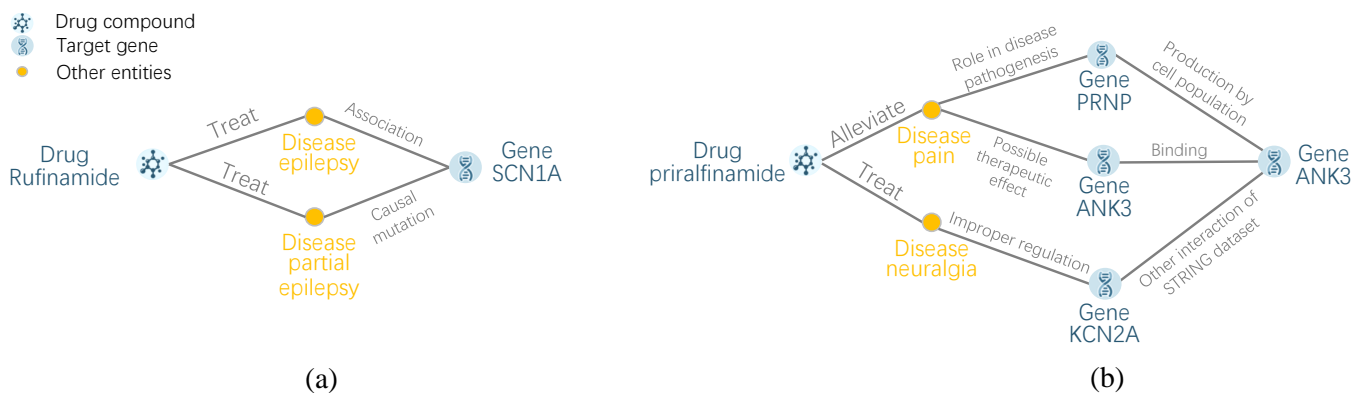 Drug compound
Target gene
Other entities
Drug
Rufinamide
Treat
Treat
Disease
epilepsy
Disease
partial
epilepsy
Association
Causal
mutation
Gene
SCN1A
(a)
Drug
priralfinamide
Alleviate
Treat
Disease
pain
Disease
neuralgia
Role in disease
pathogenesis
Possible
therapeutic
effect
Improper regulation
Gene
PRNP
Gene
ANK3
Gene
KCN2A
Production by
cell population
Binding
Other interaction of
STRING dataset
Gene
ANK3
(b)